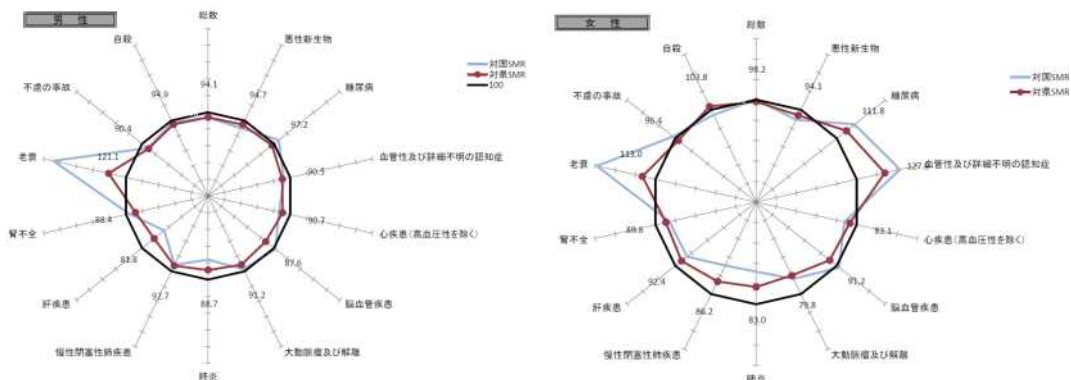 男 性
総数
悪性新生物
糖尿病
血管性及び詳細不明の認知症
心疾患(高血圧性を除く)
脳血管疾患
大動脈瘤及び解離
肺炎
慢性閉塞性肺疾患
肝疾患
腎不全
老衰
不慮の事故
自殺
94.1
94.7
97.2
90.5
90.7
87.6
91.2
88.7
92.7
81.8
88.4
121.1
90.4
94.9
対国SMR
対県SMR
100
女 性
総数
悪性新生物
糖尿病
血管性及び詳細不明の認知症
心疾患(高血圧性を除く)
脳血管疾患
大動脈瘤及び解離
肺炎
慢性閉塞性肺疾患
肝疾患
腎不全
老衰
不慮の事故
自殺
98.2
94.1
111.8
93.1
91.2
79.8
83.0
86.2
92.4
89.8
113.0
96.4
103.8
対国SMR
対県SMR
100